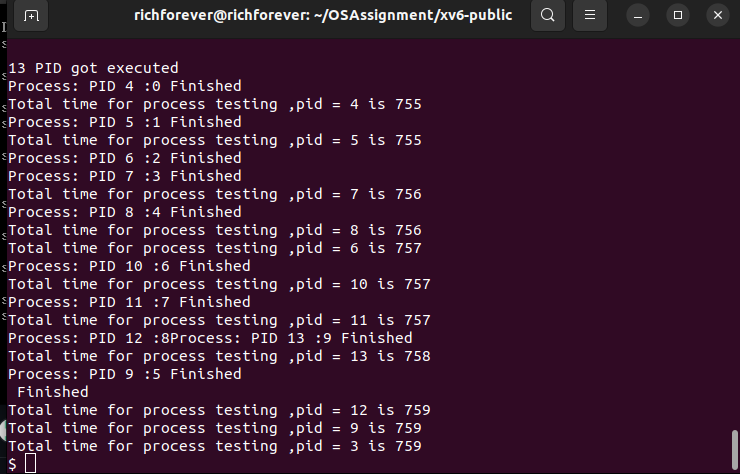 richforever@richforever: ~/OSAssignment/xv6-public
13 PID got executed
Process: PID 4 :0 Finished
Total time for process testing ,pid = 4 is 755
Process: PID 5 :1 Finished
Total time for process testing ,pid = 5 is 755
Process: PID 6 :2 Finished
Process: PID 7 :3 Finished
Total time for process testing ,pid = 7 is 756
Process: PID 8 :4 Finished
Total time for process testing ,pid = 8 is 756
Total time for process testing ,pid = 6 is 757
Process: PID 10 :6 Finished
Total time for process testing ,pid = 10 is 757
Process: PID 11 :7 Finished
Total time for process testing ,pid = 11 is 757
Process: PID 12 :8Process: PID 13 :9 Finished
Total time for process testing ,pid = 13 is 758
Process: PID 9 :5 Finished
 Finished
Total time for process testing ,pid = 12 is 759
Total time for process testing ,pid = 9 is 759
Total time for process testing ,pid = 3 is 759
$